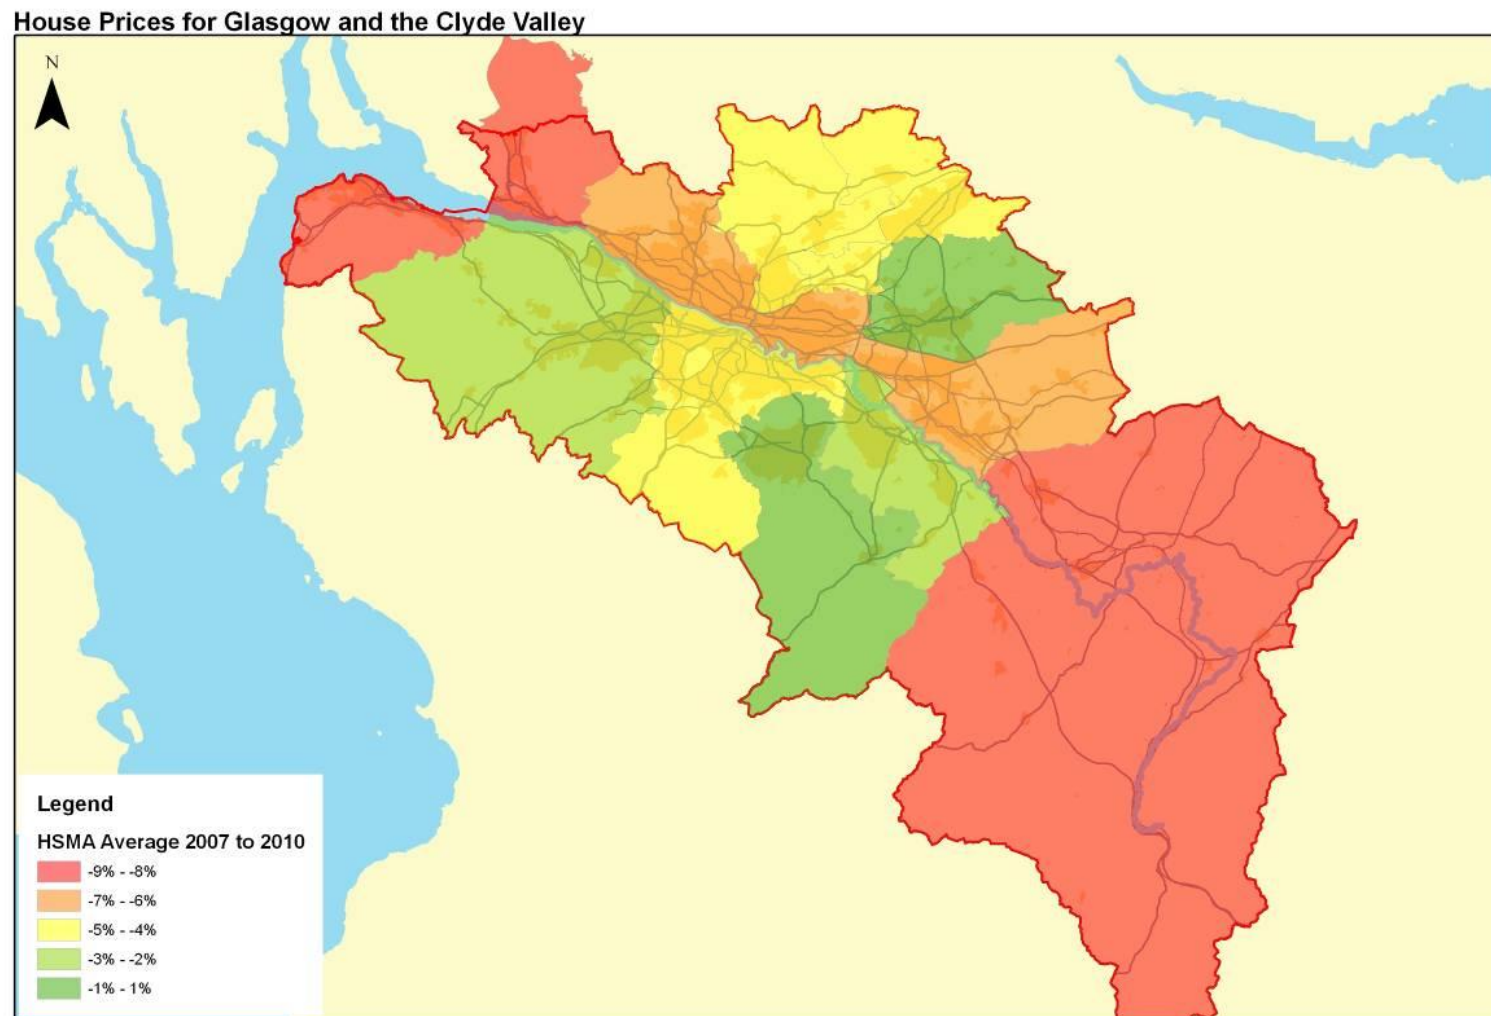 House Prices for Glasgow and the Clyde Valley
N
Legend
HSMA Average 2007 to 2010
-9% - -8%
-7% - -6%
-5% - -4%
-3% - -2%
-1% - 1%